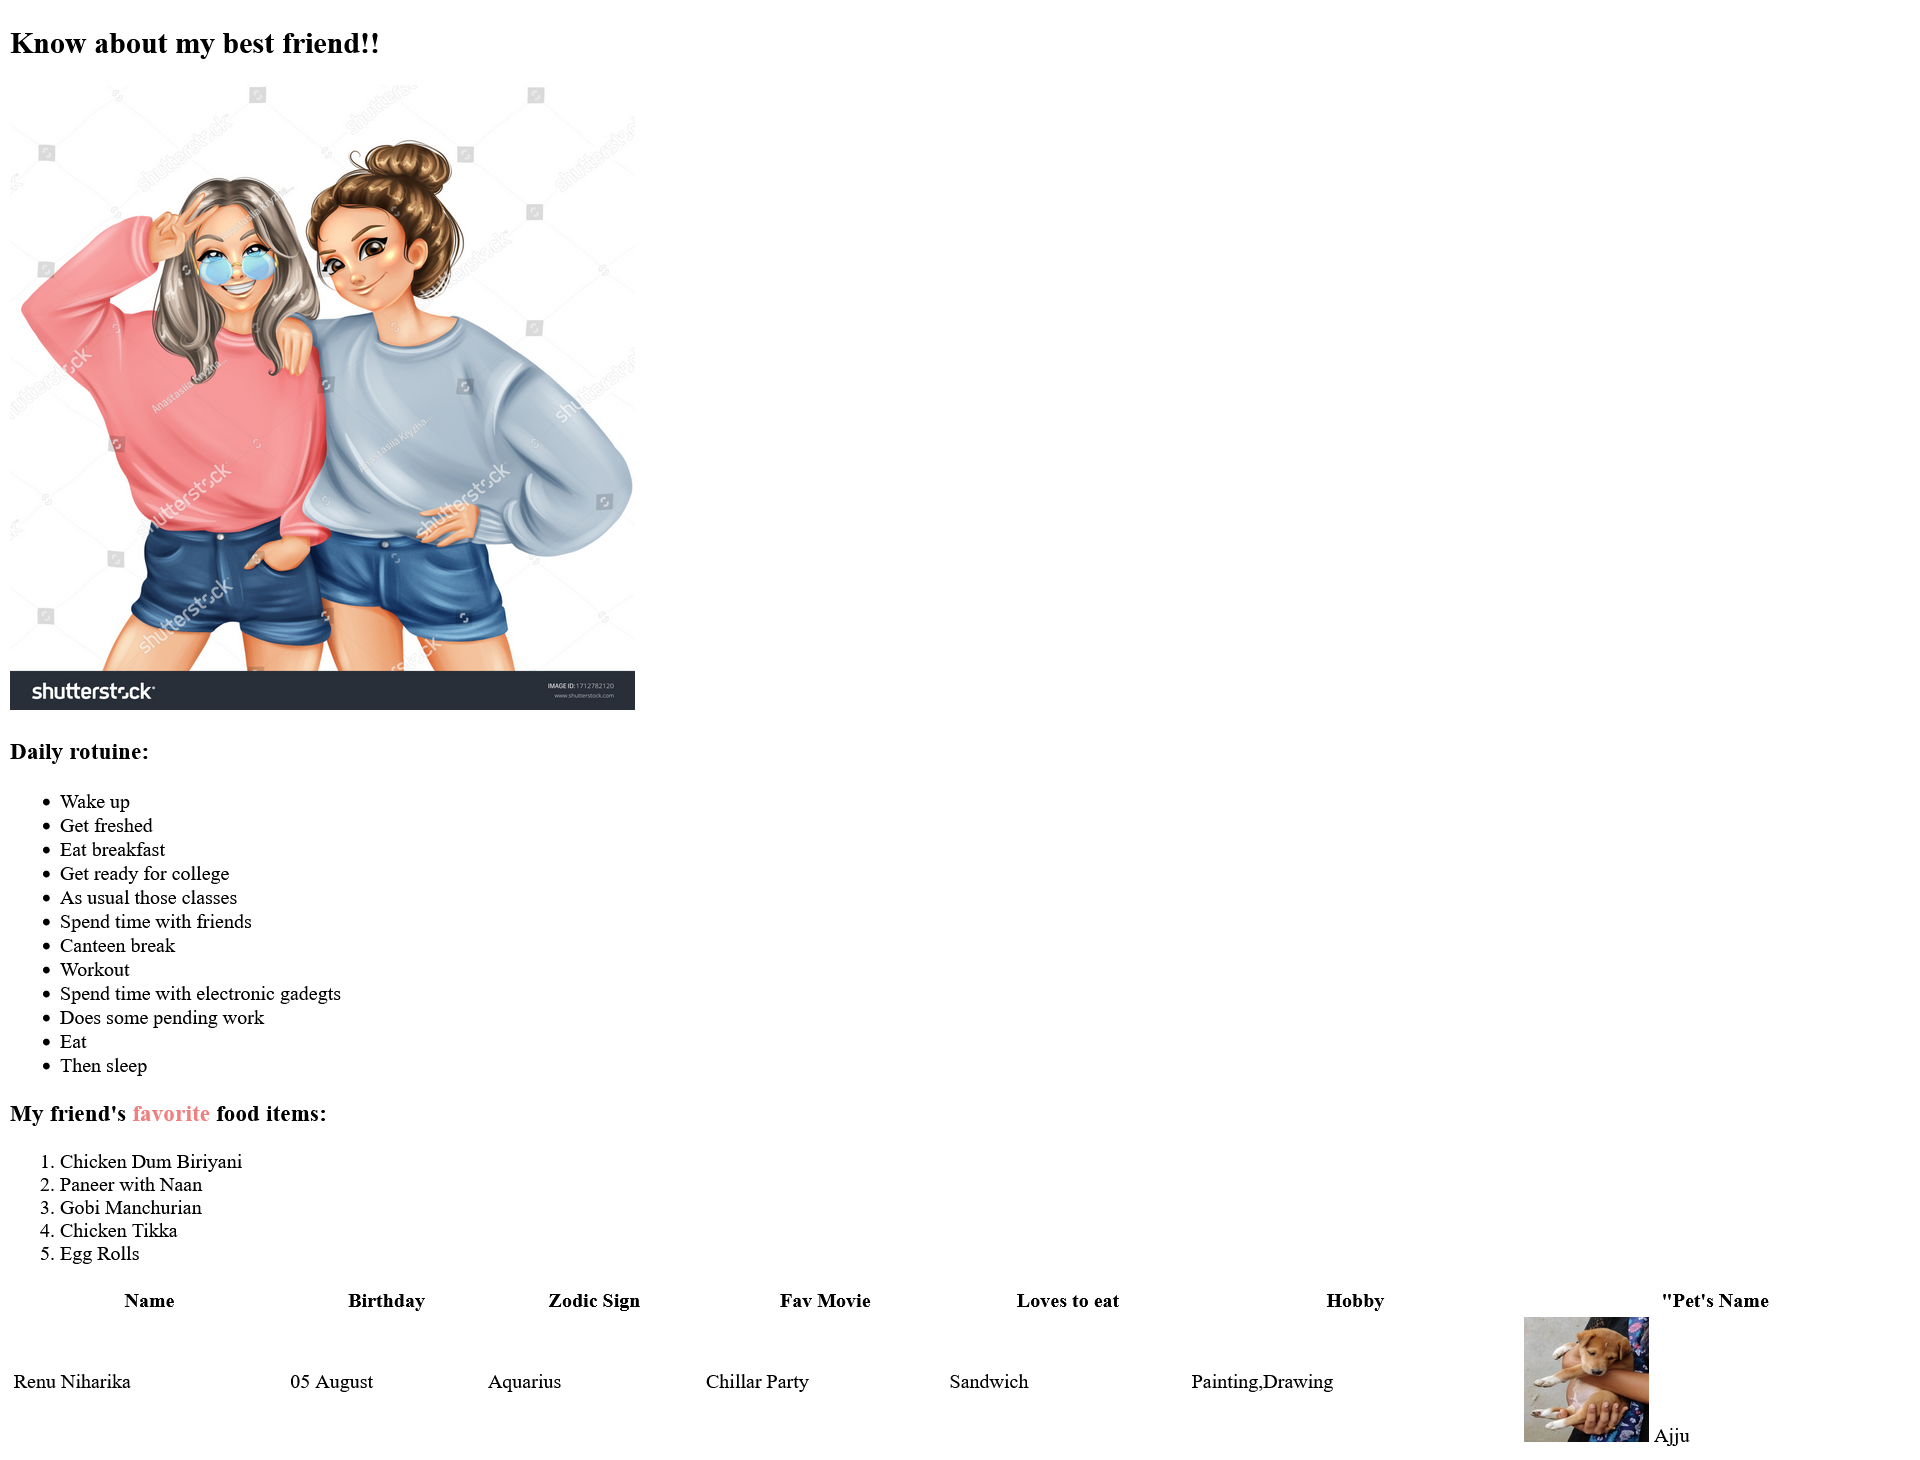 Know about my best friend!!
shutterstock
IMAGE ID: 1712782120
www.shutterstock.com
Daily rotuine:
Wake up
Get freshed
Eat breakfast
Get ready for college
As usual those classes
Spend time with friends
Canteen break
Workout
Spend time with electronic gadegts
Does some pending work
Eat
Then sleep
My friend's favorite food items:
1. Chicken Dum Biriyani
2. Paneer with Naan
3. Gobi Manchurian
4. Chicken Tikka
5. Egg Rolls
Name Birthday Zodic Sign Fav Movie Loves to eat Hobby "Pet's Name
Renu Niharika 05 August Aquarius Chillar Party Sandwich Painting,Drawing Ajju